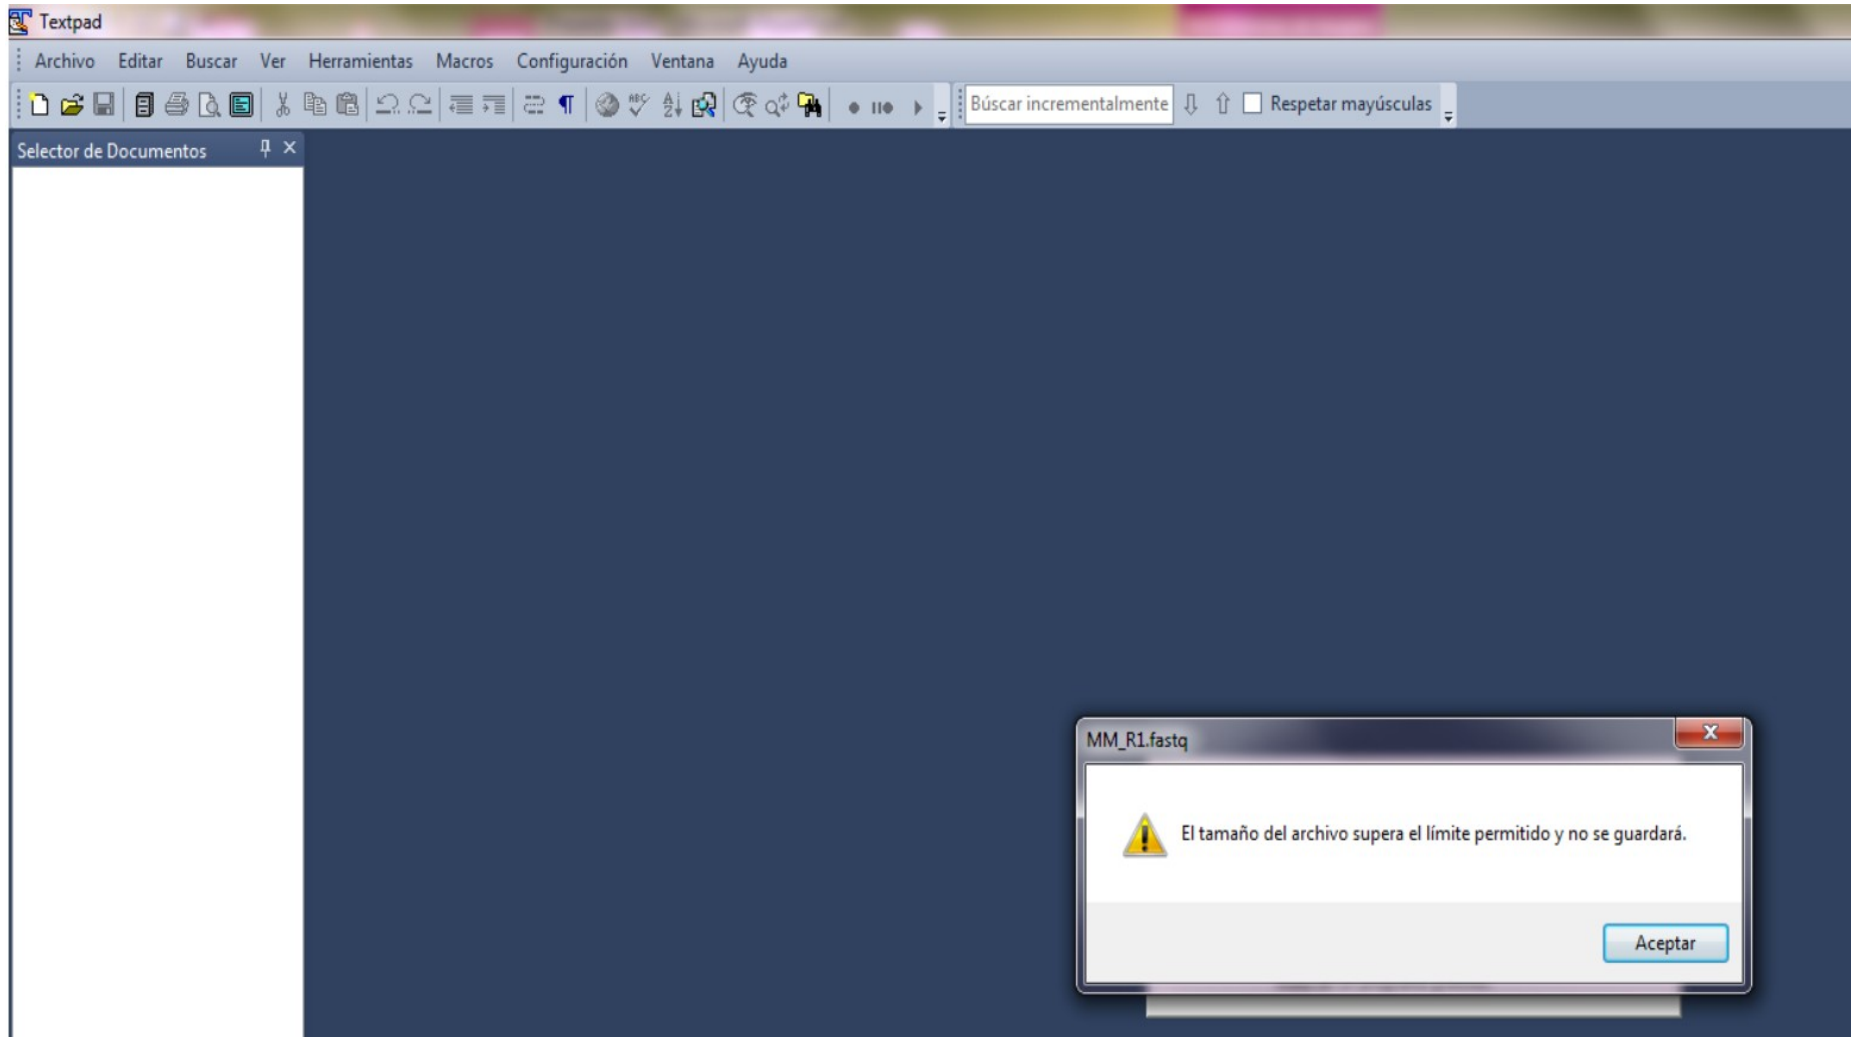 Textpad
Archivo Editar Buscar Ver Herramientas Macros Configuración Ventana Ayuda
Búscar incrementalmente Respetar mayúsculas
Selector de Documentos
MM_R1.fastq
El tamaño del archivo supera el límite permitido y no se guardará.
Aceptar